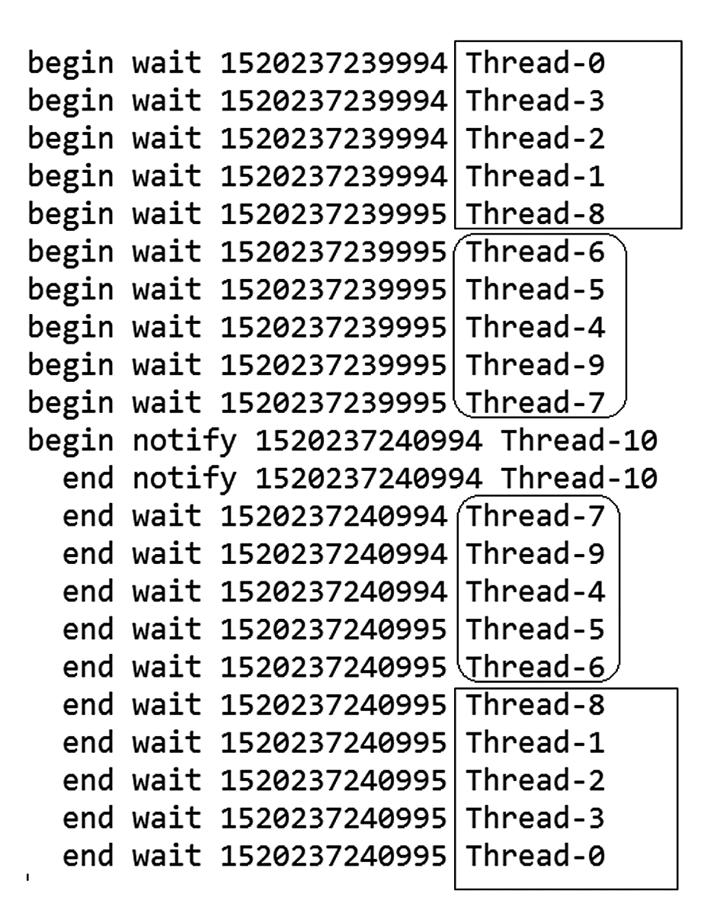 begin wait 1520237239994 Thread-0
begin wait 1520237239994 Thread-3
begin wait 1520237239994 Thread-2
begin wait 1520237239994 Thread-1
begin wait 1520237239995 Thread-8
begin wait 1520237239995 Thread-6
begin wait 1520237239995 Thread-5
begin wait 1520237239995 Thread-4
begin wait 1520237239995 Thread-9
begin wait 1520237239995 Thread-7
begin notify 1520237240994 Thread-10
  end notify 1520237240994 Thread-10
  end wait 1520237240994 Thread-7
  end wait 1520237240994 Thread-9
  end wait 1520237240994 Thread-4
  end wait 1520237240995 Thread-5
  end wait 1520237240995 Thread-6
  end wait 1520237240995 Thread-8
  end wait 1520237240995 Thread-1
  end wait 1520237240995 Thread-2
  end wait 1520237240995 Thread-3
  end wait 1520237240995 Thread-0